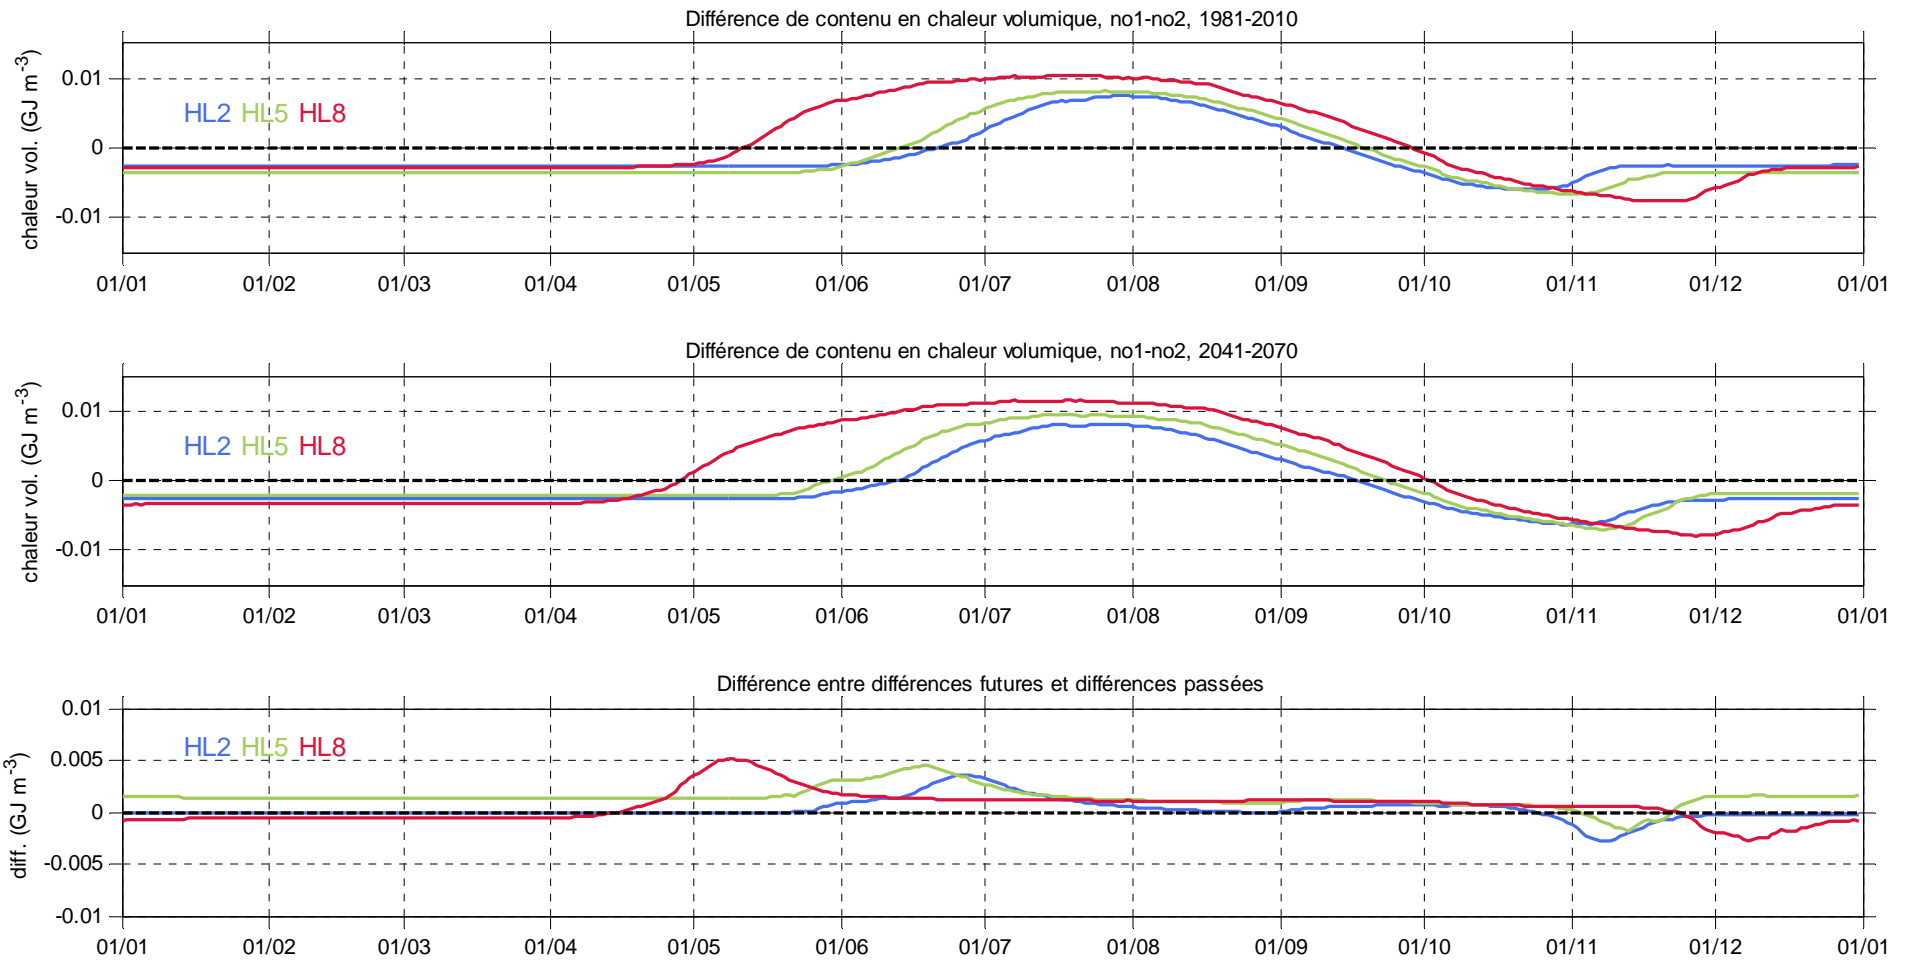 Différence de contenu en chaleur volumique, no1-no2, 1981-2010
chaleur vol. (GJ m-3)
0.01
0
-0.01
HL2 HL5 HL8
01/01 01/02 01/03 01/04 01/05 01/06 01/07 01/08 01/09 01/10 01/11 01/12 01/01
Différence de contenu en chaleur volumique, no1-no2, 2041-2070
chaleur vol. (GJ m-3)
0.01
0
-0.01
HL2 HL5 HL8
01/01 01/02 01/03 01/04 01/05 01/06 01/07 01/08 01/09 01/10 01/11 01/12 01/01
Différence entre différences futures et différences passées
diff. (GJ m-3)
0.01
0.005
0
-0.005
-0.01
HL2 HL5 HL8
01/01 01/02 01/03 01/04 01/05 01/06 01/07 01/08 01/09 01/10 01/11 01/12 01/01